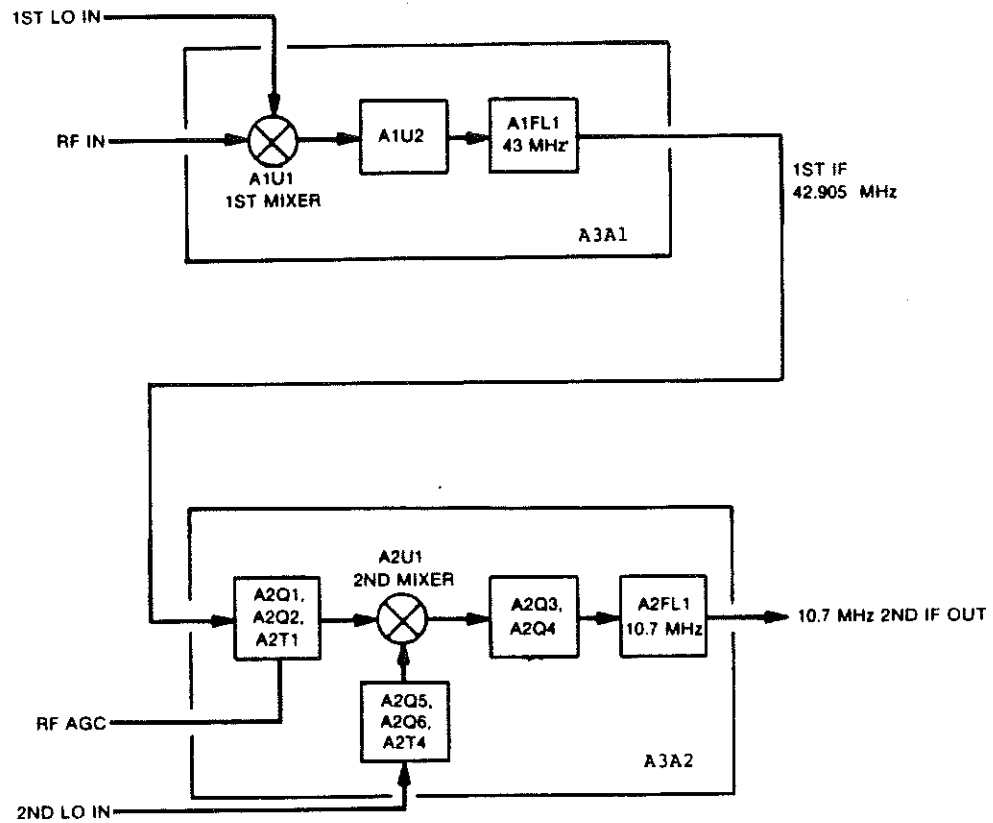 1ST LO IN
RF IN
A1U1
1ST MIXER
A1U2
A1FL1
43 MHz
A3A1
1ST IF
42.905 MHz
A2Q1,
A2Q2,
A2T1
A2U1
2ND MIXER
A2Q3,
A2Q4
A2FL1
10.7 MHz
10.7 MHz 2ND IF OUT
RF AGC
A2Q5,
A2Q6,
A2T4
A3A2
2ND LO IN